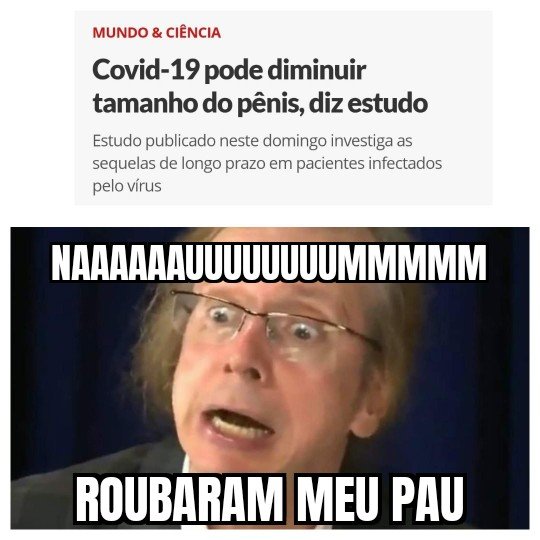 MUNDO & CIÊNCIA
Covid-19 pode diminuir
tamanho do pênis, diz estudo
Estudo publicado neste domingo investiga as
sequelas de longo prazo em pacientes infectados
pelo vírus
NAAAAAAUUUUUUUUMMMMM
ROUBARAM MEU PAU